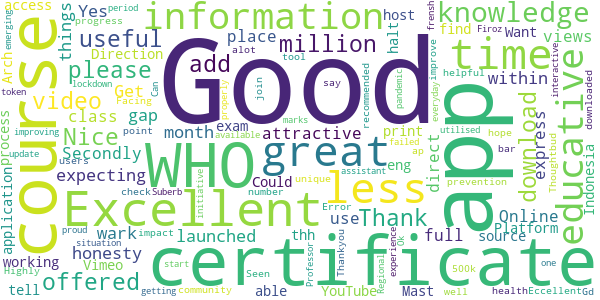 Good
app
WHO
certificate
course
Excellent
great
less
time
information
knowledge
educative
useful
million
add
please
video
Nice
offered
Thank
download
attractive
honesty
launched
Yes
things
access
Direction
place
host
halt
find
Want
views
within
Arch
Get
gap
class
month
exam
print
direct
express
Indonesia
Secondly
expecting
process
application
wark
eng
Could
use
full
source
Online
Platform
working
Vimeo
YouTube
thh
able
Mast
tell
Highly
Seen
period
progress
emerging
token
lockdown
improving
update
users
Facing
point
Can
alot
tool
join
say
recommended
pandemic
improve
everyday
helpful
frensh
Firoz
interactive
downloaded
properly
available
marks
failed
ap
bar
hope
utilised
Thoughtbud
prevention
assistant
unique
initiative
number
check
Suberb
proud
impact
situation
start
community
getting
Error
Professor
Thankyou
Regional
Ok
experience
500k
well
health
one
Eccellent
Gd